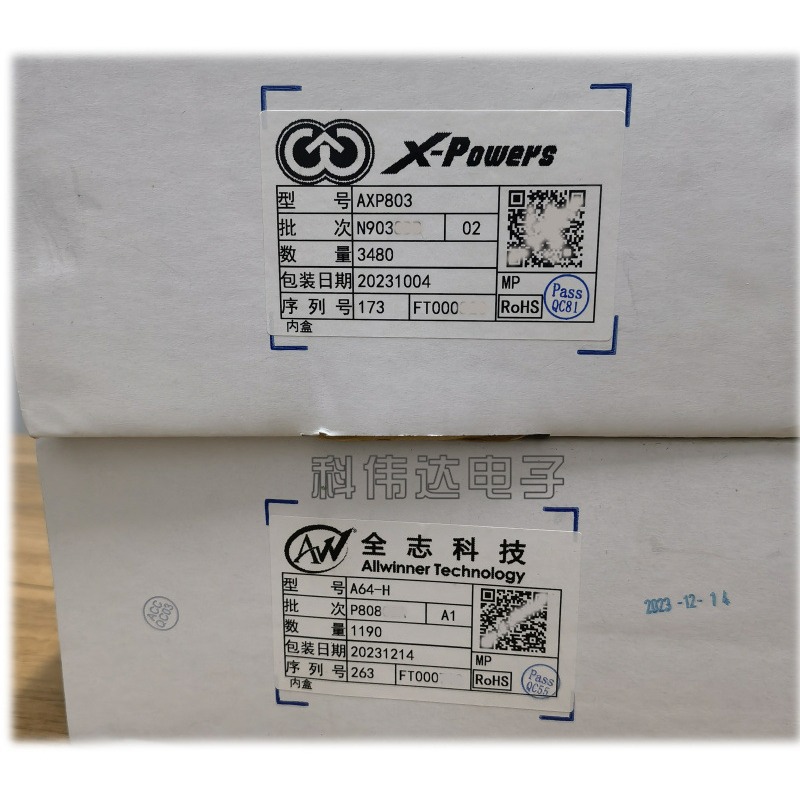 X-Powers
型 号 AXP803
批 次 N903 02
数 量 3480
包装日期 20231004
序列号 173 FT000
MP
RoHS
Pass
QC81
内盒
科伟达电子
AW
全志科技
Allwinner Technology
型 号 A64-H
批 次 P808 A1
数 量 1190
包装日期 20231214
序列号 263 FT000
MP
RoHS
Pass
QC55
内盒
ACC
QC03
2023-12-14